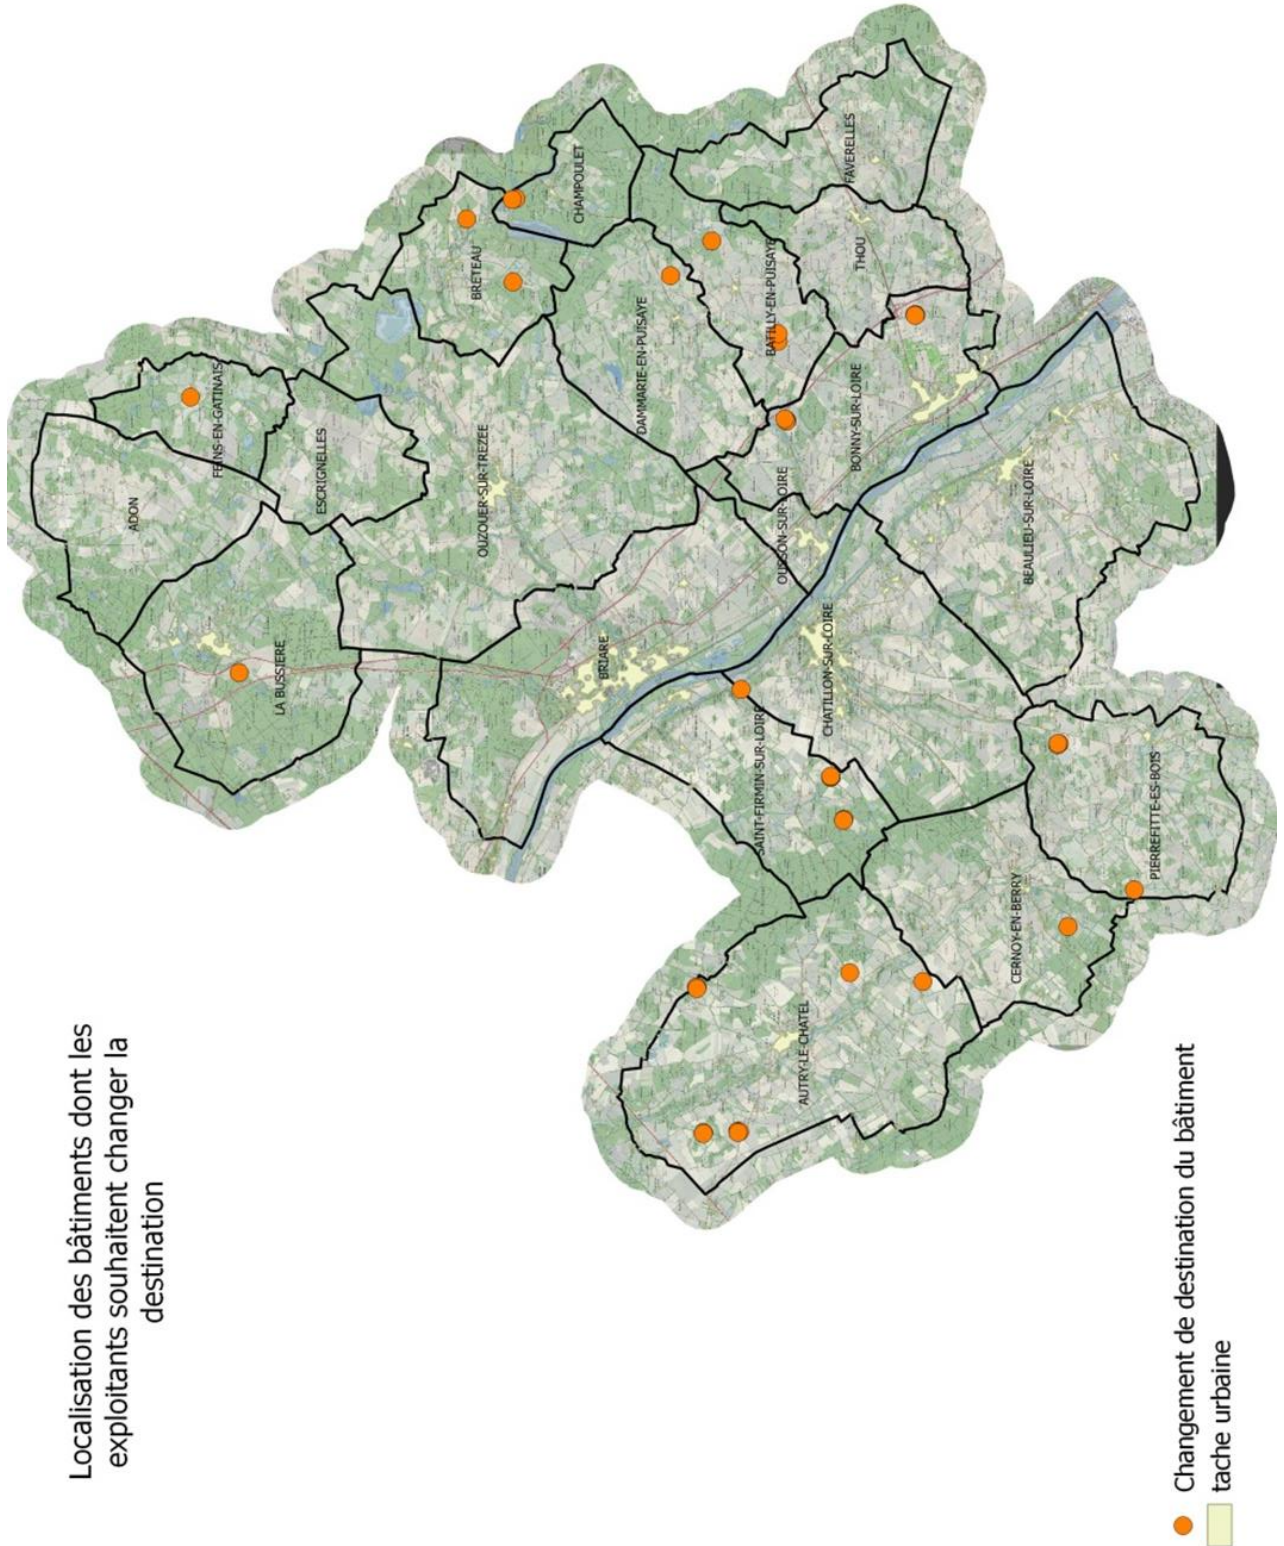 Localisation des bâtiments dont les
exploitants souhaitent changer la
destination
ADON
FEINS-EN-GATINAIS
LA BUSSIERE
ESCRIGNELLES
BRETEAU
OUZOUER-SUR-TREZEE
CHAMPOULET
BRIARE
DAMMARIE-EN-PUISAYE
SAINT-FIRMIN-SUR-LOIRE
BATILLY-EN-PUISAYE
OUSSON-SUR-LOIRE
AUTRY-LE-CHATEL
CHATILLON-SUR-LOIRE
FAVERELLES
BONNY-SUR-LOIRE
THOU
CERNOY-EN-BERRY
BEAULIEU-SUR-LOIRE
PIERREFITTE-ES-BOIS
Changement de destination du bâtiment
tache urbaine